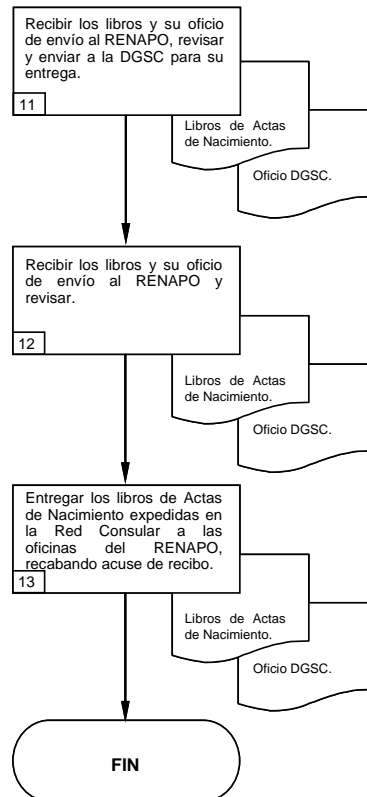 Recibir los libros y su oficio
de envío al RENAPO, revisar
y enviar a la DGSC para su
entrega.
11
Libros de Actas
de Nacimiento.
Oficio DGSC.
Recibir los libros y su oficio
de envío al RENAPO y
revisar.
12
Libros de Actas
de Nacimiento.
Oficio DGSC.
Entregar los libros de Actas
de Nacimiento expedidas en
la Red Consular a las
oficinas del RENAPO,
recabando acuse de recibo.
13
Libros de Actas
de Nacimiento.
Oficio DGSC.
FIN